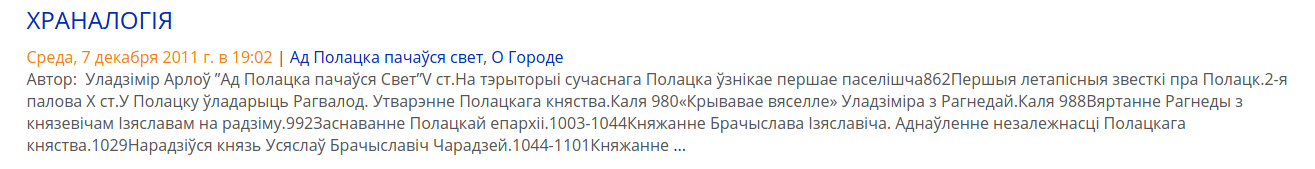 ХРАНАЛОГІЯ
Среда, 7 декабря 2011 г. в 19:02 | Ад Полацка пачаўся свет, О Городе
Автор:  Уладзімір Арлоў ”Ад Полацка пачаўся Свет”V ст.На тэрыторыі сучаснага Полацка ўзнікае першае паселішча862Першыя летапісныя звесткі пра Полацк.2-я
палова X ст.У Полацку ўладарыць Рагвалод. Утварэнне Полацкага княства.Каля 980«Крывавае вяселле» Уладзіміра з Рагнедай.Каля 988Вяртанне Рагнеды з
князевічам Ізяславам на радзіму.992Заснаванне Полацкай епархіі.1003-1044Княжанне Брачыслава Ізяславіча. Аднаўленне незалежнасці Полацкага
княства.1029Нарадзіўся князь Усяслаў Брачыславіч Чарадзей.1044-1101Княжанне ...